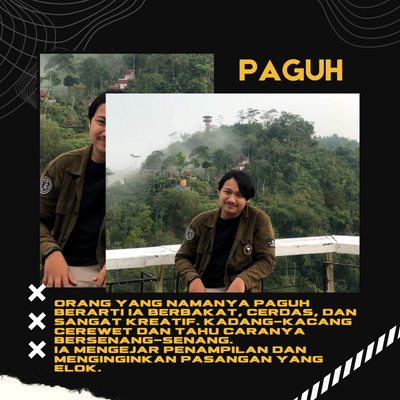 PAGUH
ORANG YANG NAMANYA PAGUH
BERARTI IA BERBAKAT, CERDAS, DAN
SANGAT KREATIF. KADANG-KACANG
CEREWET DAN TAHU CARANYA
BERSENANG-SENANG.
IA MENGEJAR PENAMPILAN DAN
MENGINGINKAN PASANGAN YANG
ELOK.